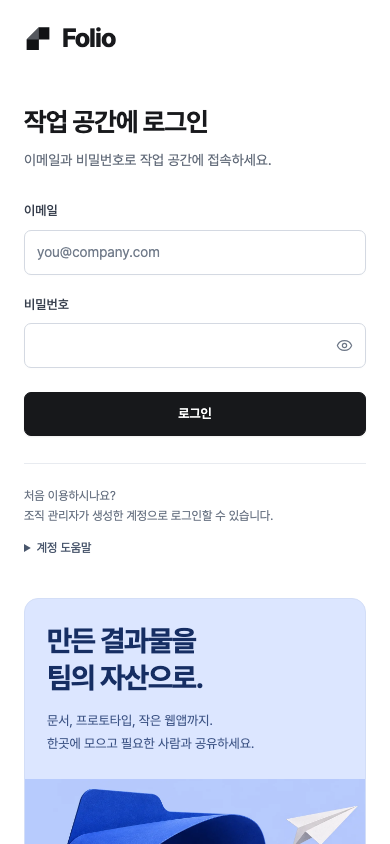 Folio
작업 공간에 로그인
이메일과 비밀번호로 작업 공간에 접속하세요.
이메일
you@company.com
비밀번호
로그인
처음 이용하시나요?
조직 관리자가 생성한 계정으로 로그인할 수 있습니다.
▶ 계정 도움말
만든 결과물을
팀의 자산으로.
문서, 프로토타입, 작은 웹앱까지.
한곳에 모으고 필요한 사람과 공유하세요.